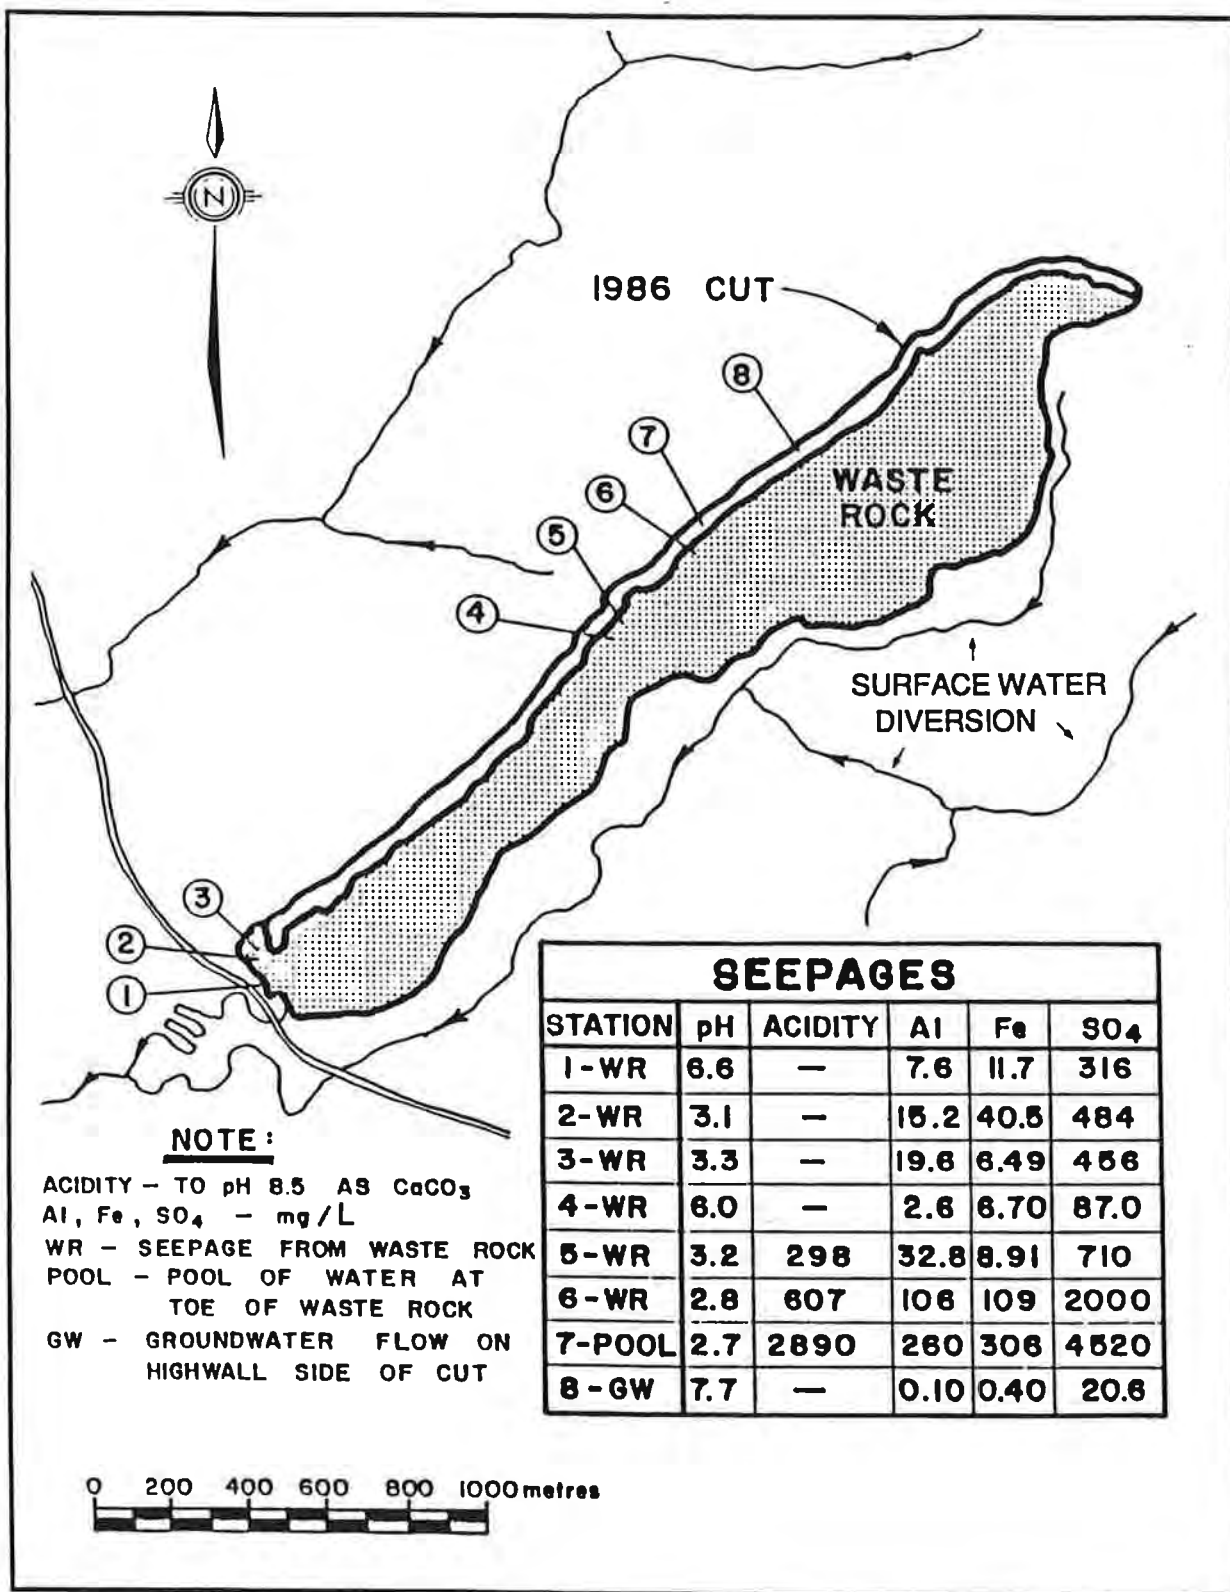 N
1986 CUT
8
7
6
5
4
3
2
1
WASTE
ROCK
SURFACE WATER
DIVERSION
SEEPAGES
STATION pH ACIDITY Al Fe SO₄
1-WR 6.6 — 7.6 11.7 316
2-WR 3.1 — 15.2 40.5 484
3-WR 3.3 — 19.6 6.49 456
4-WR 6.0 — 2.6 6.70 87.0
5-WR 3.2 298 32.8 8.91 710
6-WR 2.8 607 106 109 2000
7-POOL 2.7 2890 260 306 4520
8-GW 7.7 — 0.10 0.40 20.6
NOTE:
ACIDITY – TO pH 8.5 AS CaCO₃
Al, Fe, SO₄ – mg/L
WR – SEEPAGE FROM WASTE ROCK
POOL – POOL OF WATER AT
TOE OF WASTE ROCK
GW – GROUNDWATER FLOW ON
HIGHWALL SIDE OF CUT
0 200 400 600 800 1000 metres